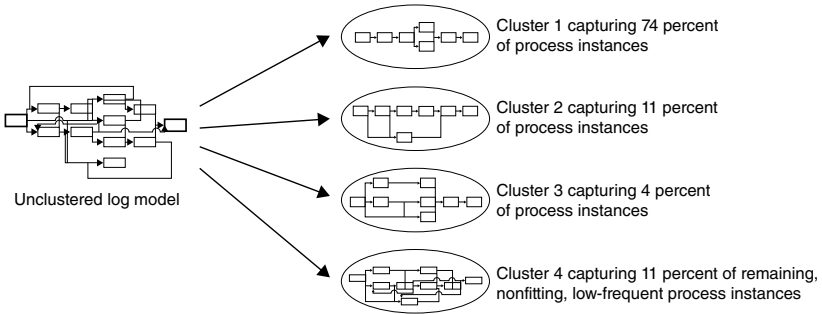 Cluster 1 capturing 74 percent
of process instances
Cluster 2 capturing 11 percent
of process instances
Unclustered log model
Cluster 3 capturing 4 percent
of process instances
Cluster 4 capturing 11 percent of remaining,
nonfitting, low-frequent process instances